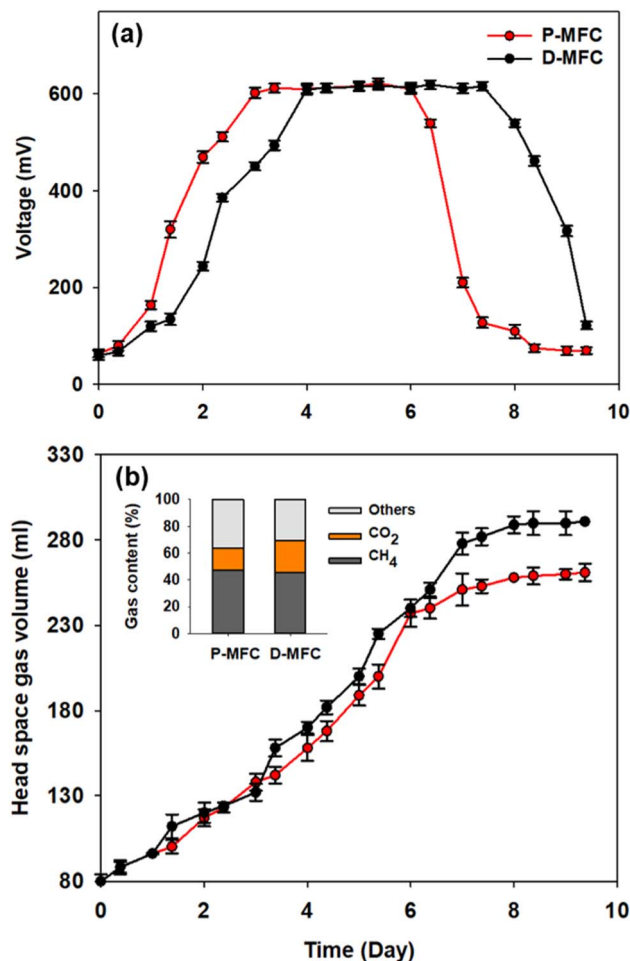 (a)
P-MFC
D-MFC
Voltage (mV)
600
400
200
0
0 2 4 6 8 10
(b)
Head space gas volume (ml)
330
280
230
180
130
80
Gas content (%)
100
80
60
40
20
0
Others
CO₂
CH₄
P-MFC D-MFC
0 2 4 6 8 10
Time (Day)